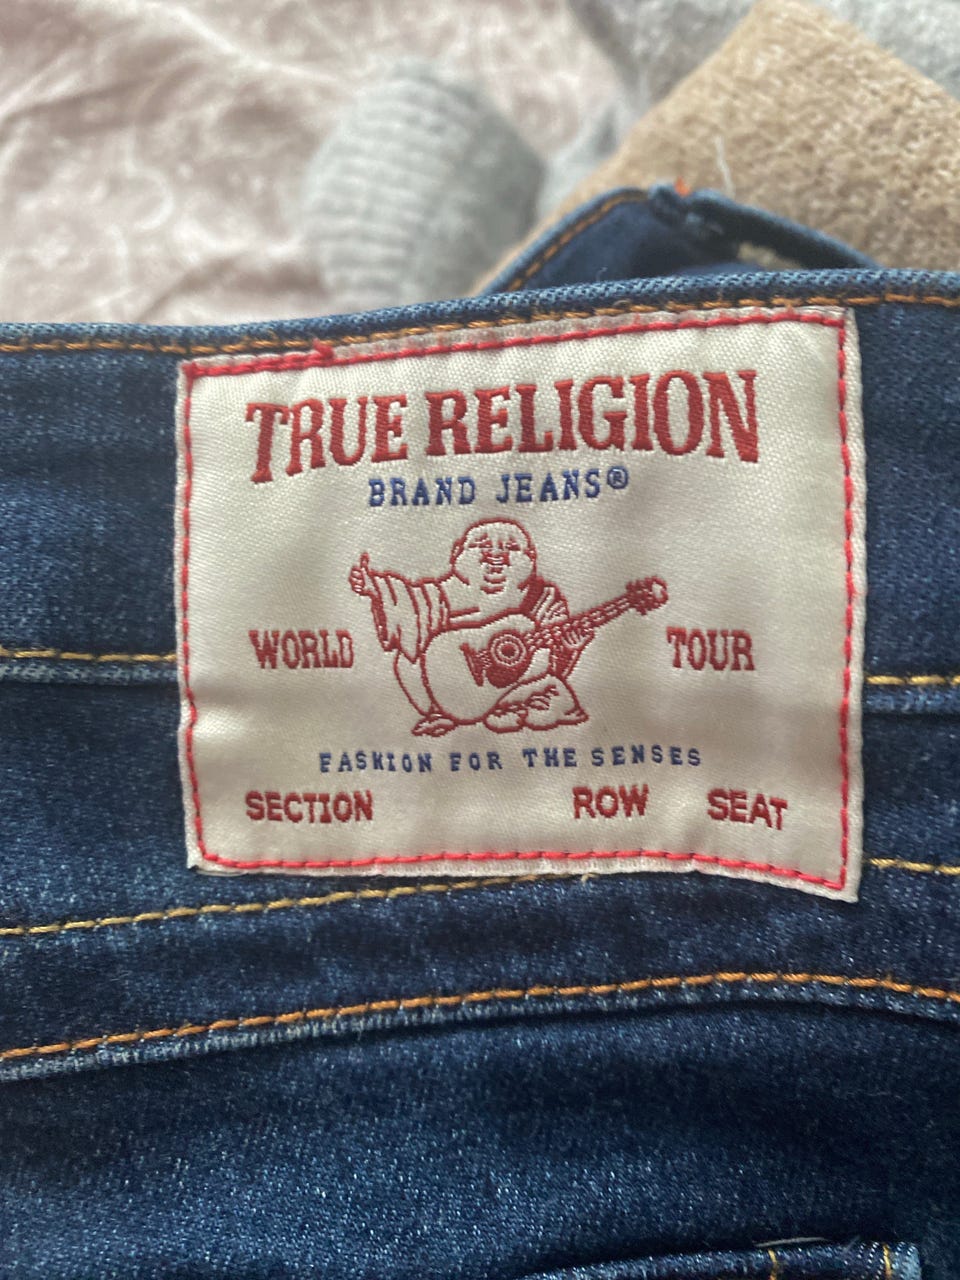 TRUE RELIGION
BRAND JEANS®
WORLD TOUR
FASHION FOR THE SENSES
SECTION ROW SEAT